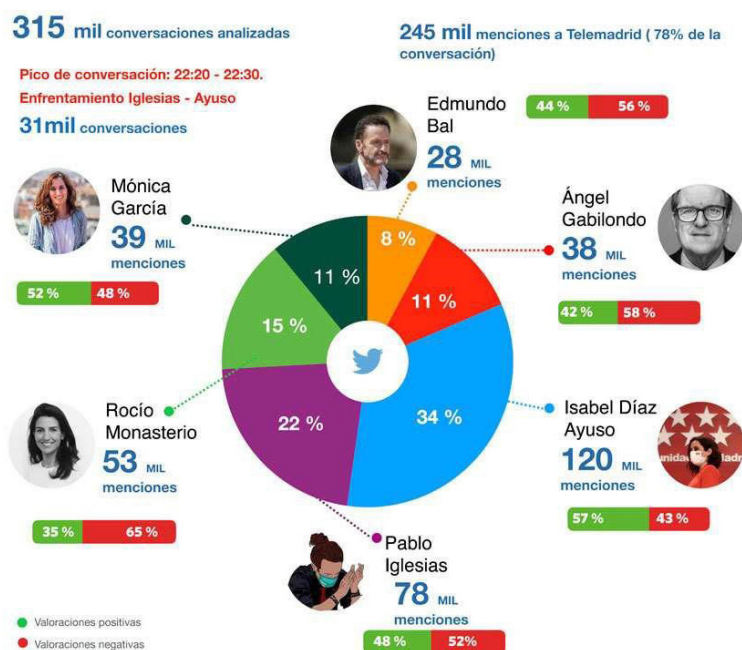 315 mil conversaciones analizadas
245 mil menciones a Telemadrid ( 78% de la
conversación)
Pico de conversación: 22:20 - 22:30.
Enfrentamiento Iglesias - Ayuso
31mil conversaciones
Edmundo
Bal
28 MIL
menciones
44 % 56 %
Mónica
García
39 MIL
menciones
52 % 48 %
Ángel
Gabilondo
38 MIL
menciones
42 % 58 %
8 %
11 %
11 %
15 %
22 %
34 %
Rocío
Monasterio
53 MIL
menciones
35 % 65 %
Isabel Díaz
Ayuso
120 MIL
menciones
57 % 43 %
Pablo
Iglesias
78 MIL
menciones
48 % 52%
Valoraciones positivas
Valoraciones negativas